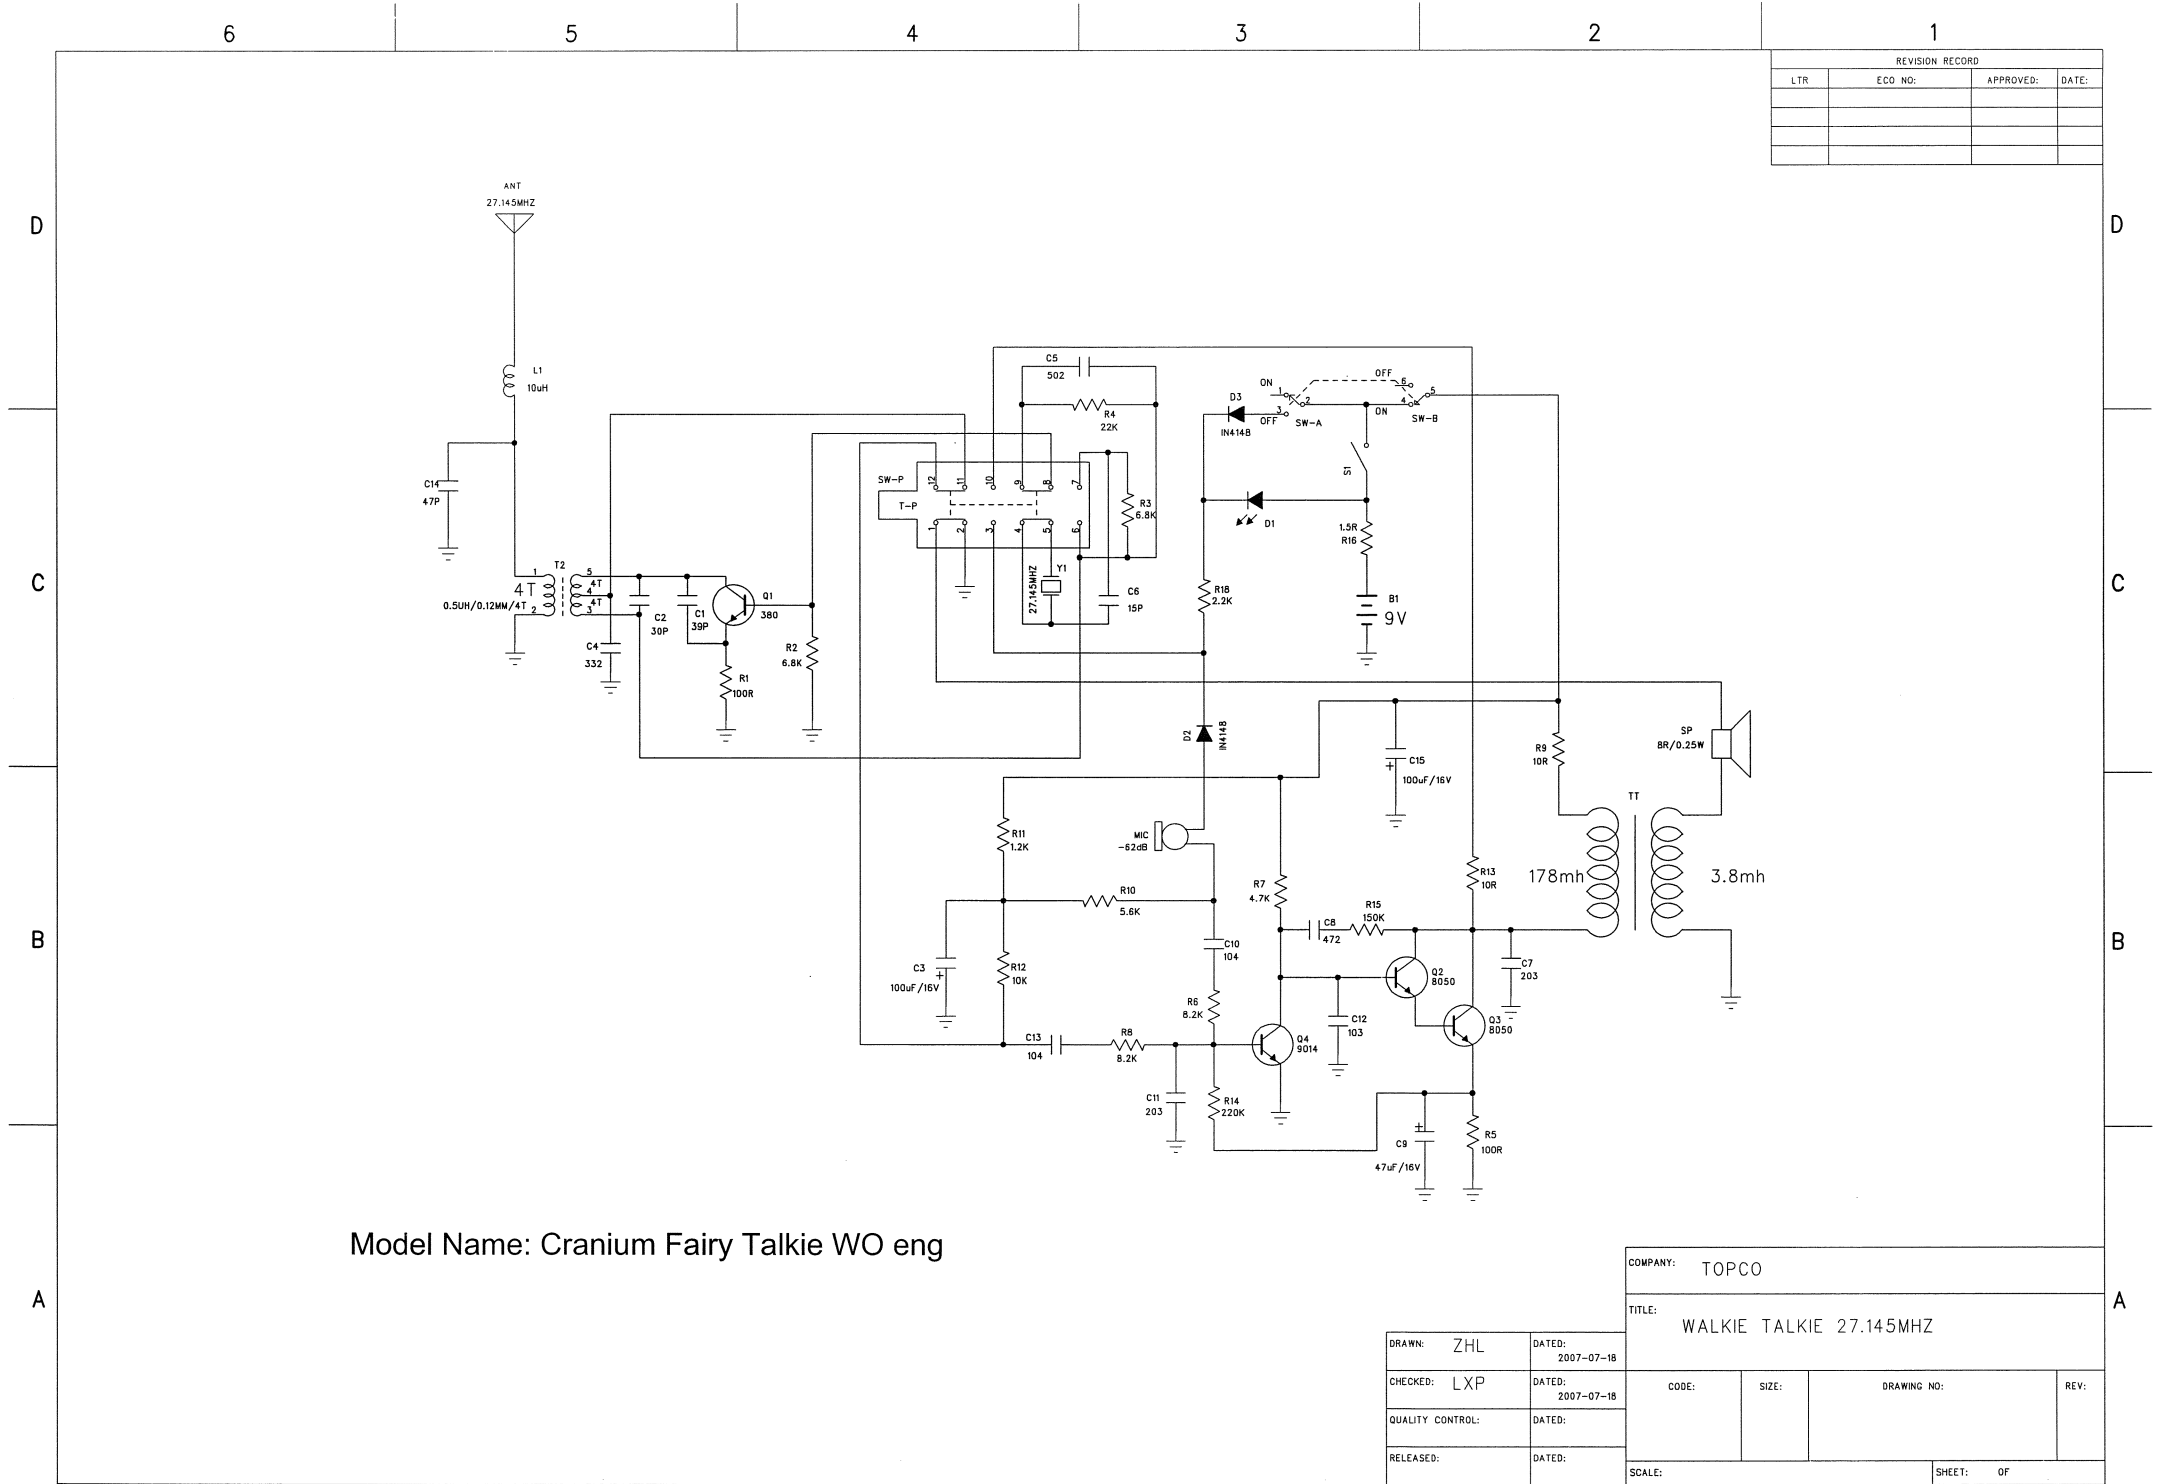 6 5 4 3 2 1
REVISION RECORD
LTR ECO NO: APPROVED: DATE:
ANT
27.145MHZ
D D
L1
10uH
C5
502
R4
22K
D3
IN4148
ON 1
OFF 3
2
SW-A
OFF
6
5
4
ON
SW-B
S1
C14
47P
SW-P
T-P
12 11 10 9 8 7
1 2 3 4 5 6
R3
6.8K
D1
1.5R
R16
C C
T2
1 5
4T 4T
4
0.5UH/0.12MM/4T 4T
2 3
C2
30P
C1
39P
Q1
380
C4
332
R2
6.8K
R1
100R
27.145MHZ
Y1
C6
15P
R18
2.2K
B1
9V
D2
IN4148
C15
+
100uF/16V
R9
10R
SP
8R/0.25W
TT
178mh 3.8mh
R11
1.2K
MIC
-62dB
R7
4.7K
R13
10R
R10
5.6K
C8
472
R15
150K
B B
C3
+
100uF/16V
R12
10K
C10
104
R6
8.2K
Q2
8050
C7
203
C12
103
Q3
8050
C13
104
R8
8.2K
Q4
9014
C11
203
R14
220K
+
C9
47uF/16V
R5
100R
Model Name: Cranium Fairy Talkie WO eng
A A
COMPANY: TOPCO
TITLE:
WALKIE TALKIE 27.145MHZ
DRAWN: ZHL DATED:
2007-07-18
CHECKED: LXP DATED:
2007-07-18
CODE: SIZE: DRAWING NO: REV:
QUALITY CONTROL: DATED:
RELEASED: DATED:
SCALE: SHEET: OF